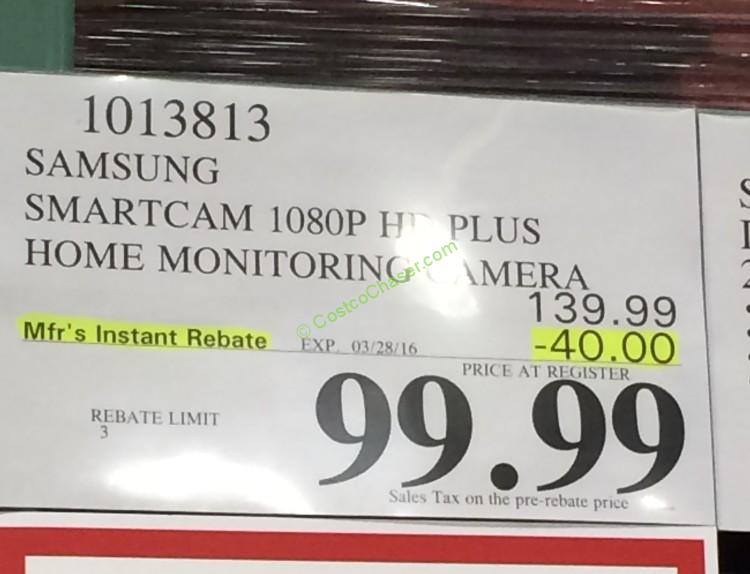 1013813
SAMSUNG
SMARTCAM 1080P HD PLUS
HOME MONITORING CAMERA
139.99
Mfr's Instant Rebate EXP. 03/28/16 -40.00
PRICE AT REGISTER
REBATE LIMIT
3
99.99
Sales Tax on the pre-rebate price
© CostcoChaser.com